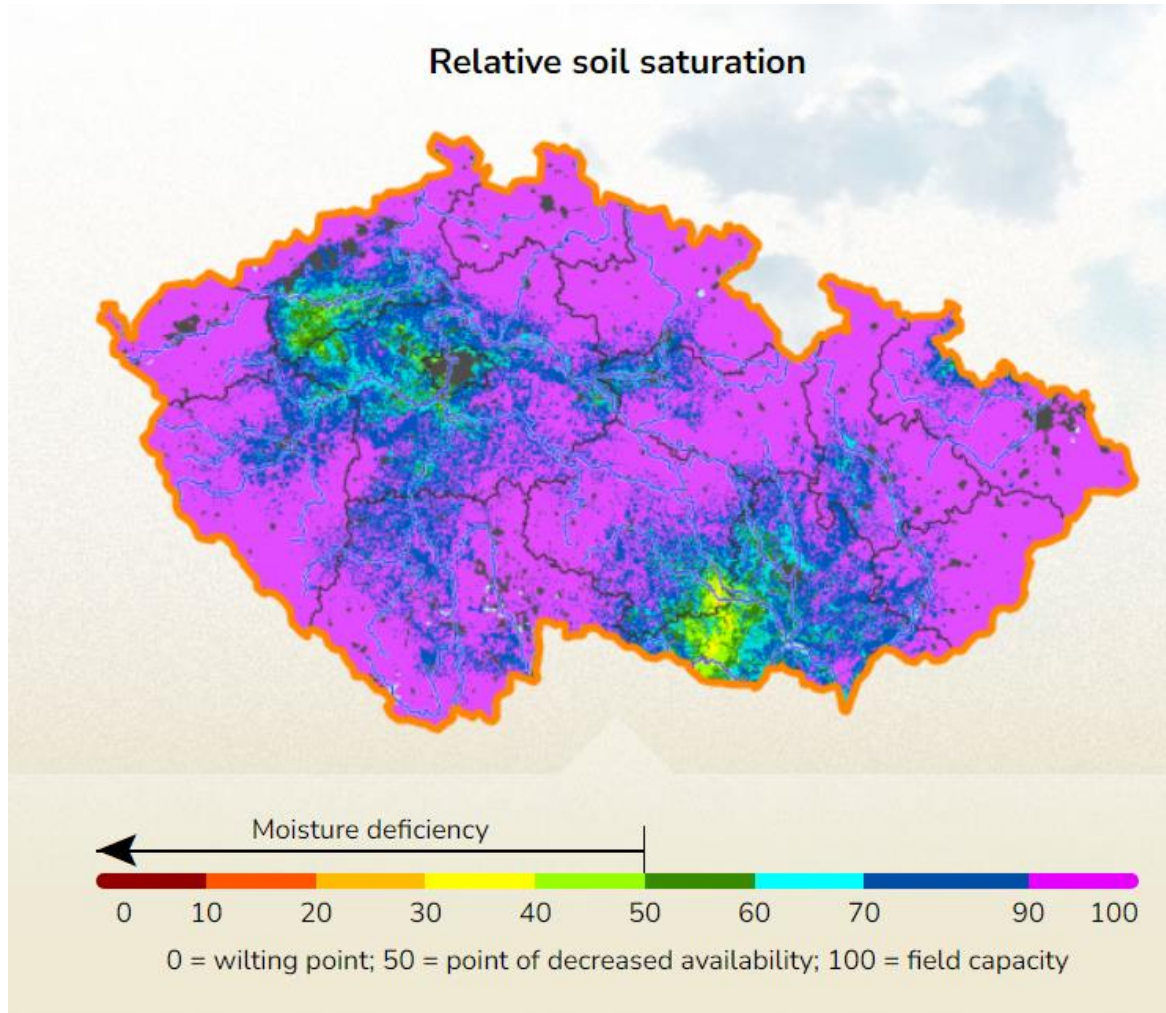 Relative soil saturation
Moisture deficiency
0 10 20 30 40 50 60 70 90 100
0 = wilting point; 50 = point of decreased availability; 100 = field capacity